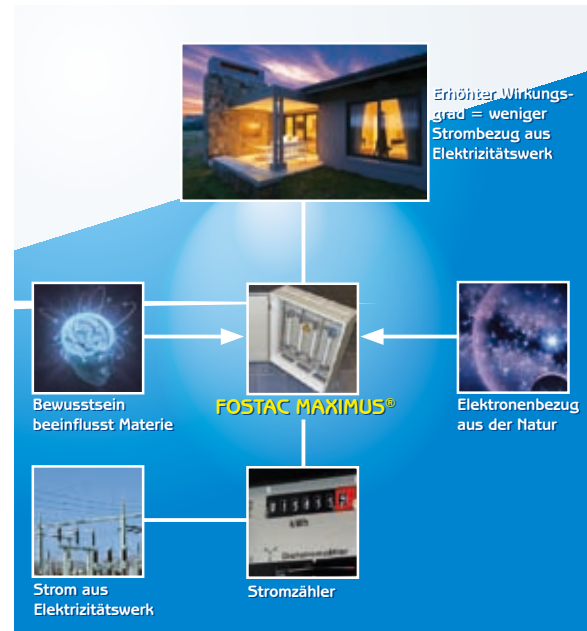 Erhöhter Wirkungs-
grad = weniger
Strombezug aus
Elektrizitätswerk
Bewusstsein
beeinflusst Materie
FOSTAC MAXIMUS®
Elektronenbezug
aus der Natur
kWh
Strom aus
Elektrizitätswerk
Stromzähler